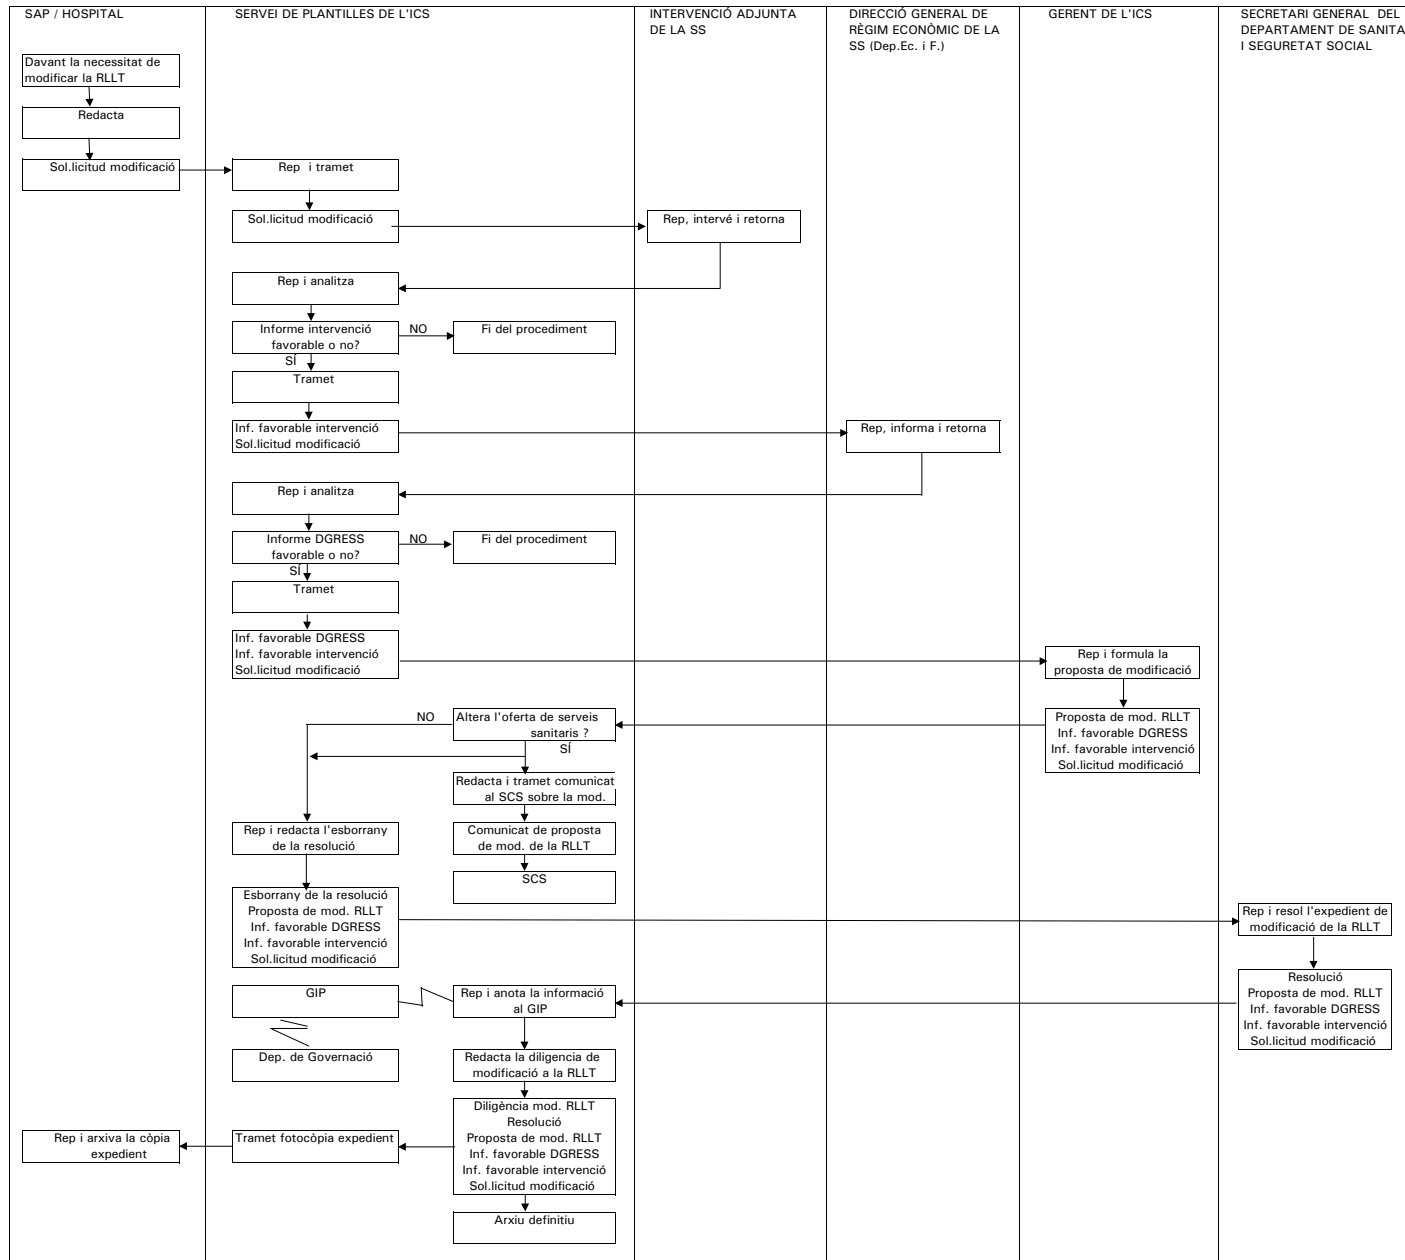 SAP / HOSPITAL
SERVEI DE PLANTILLES DE L'ICS
INTERVENCIÓ ADJUNTA
DE LA SS
DIRECCIÓ GENERAL DE
RÈGIM ECONÒMIC DE LA
SS (Dep.Ec. i F.)
GERENT DE L'ICS
SECRETARI GENERAL DEL
DEPARTAMENT DE SANITA
I SEGURETAT SOCIAL
Davant la necessitat de
modificar la RLLT
Redacta
Sol.licitud modificació
Rep i tramet
Sol.licitud modificació
Rep, intervé i retorna
Rep i analitza
Informe intervenció
favorable o no?
NO
Fi del procediment
SÍ
Tramet
Inf. favorable intervenció
Sol.licitud modificació
Rep, informa i retorna
Rep i analitza
Informe DGRESS
favorable o no?
NO
Fi del procediment
SÍ
Tramet
Inf. favorable DGRESS
Inf. favorable intervenció
Sol.licitud modificació
Rep i formula la
proposta de modificació
Proposta de mod. RLLT
Inf. favorable DGRESS
Inf. favorable intervenció
Sol.licitud modificació
NO
Altera l'oferta de serveis
sanitaris ?
SÍ
Redacta i tramet comunicat
al SCS sobre la mod.
Rep i redacta l'esborrany
de la resolució
Comunicat de proposta
de mod. de la RLLT
SCS
Esborrany de la resolució
Proposta de mod. RLLT
Inf. favorable DGRESS
Inf. favorable intervenció
Sol.licitud modificació
Rep i resol l'expedient de
modificació de la RLLT
Resolució
Proposta de mod. RLLT
Inf. favorable DGRESS
Inf. favorable intervenció
Sol.licitud modificació
GIP
Rep i anota la informació
al GIP
Dep. de Governació
Redacta la diligencia de
modificació a la RLLT
Diligència mod. RLLT
Resolució
Proposta de mod. RLLT
Inf. favorable DGRESS
Inf. favorable intervenció
Sol.licitud modificació
Tramet fotocòpia expedient
Rep i arxiva la còpia
expedient
Arxiu definitiu